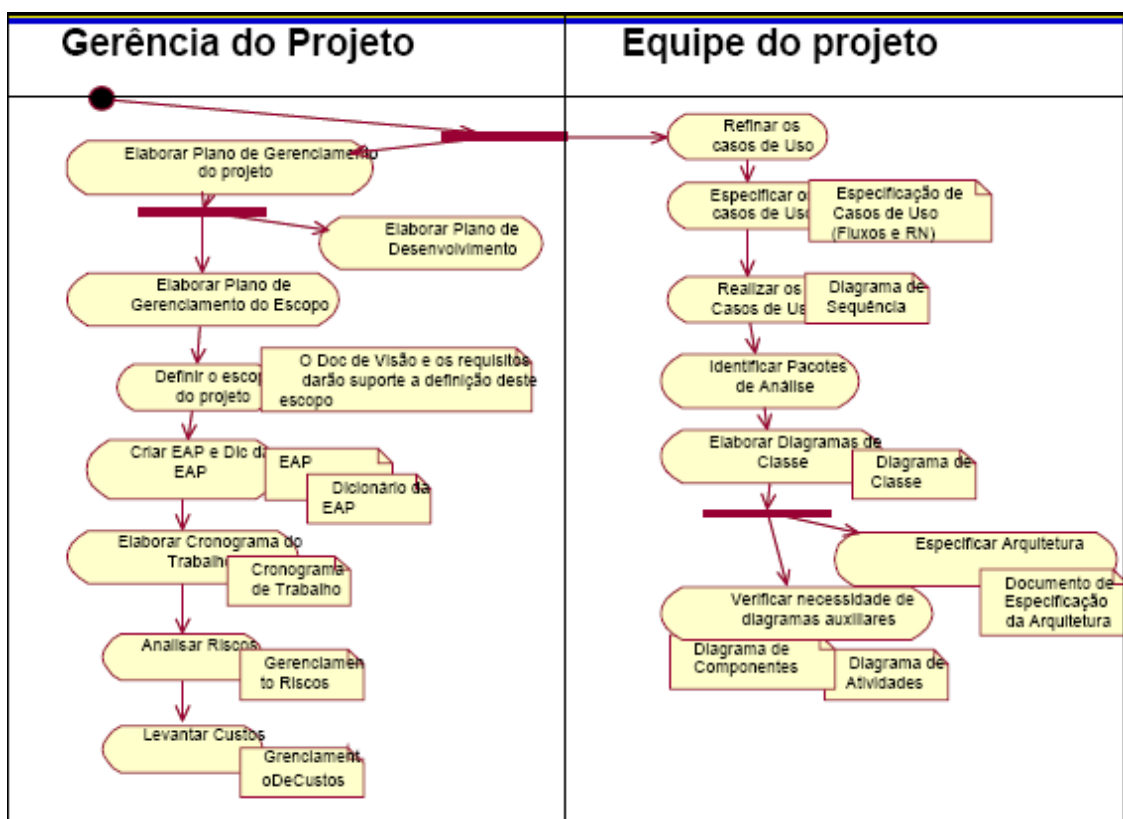 Gerência do Projeto
Equipe do projeto
Elaborar Plano de Gerenciamento
do projeto
Elaborar Plano de
Desenvolvimento
Elaborar Plano de
Gerenciamento do Escopo
Definir o escop
do projeto
O Doc de Visão e os requisitos
darão suporte a definição deste
escopo
Criar EAP e Dic da
EAP
EAP
Dicionário da
EAP
Elaborar Cronograma do
Trabalho
Cronograma
de Trabalho
Analisar Riscos
Gerenciamen
to Riscos
Levantar Custos
Grenciament
oDeCustos
Refinar os
casos de Uso
Especificar os
casos de Uso
Especificação de
Casos de Uso
(Fluxos e RN)
Realizar os
Casos de Us
Diagrama de
Sequência
Identificar Pacotes
de Análise
Elaborar Diagramas de
Classe
Diagrama de
Classe
Especificar Arquitetura
Documento de
Especificação
da Arquitetura
Verificar necessidade de
diagramas auxiliares
Diagrama de
Componentes
Diagrama de
Atividades